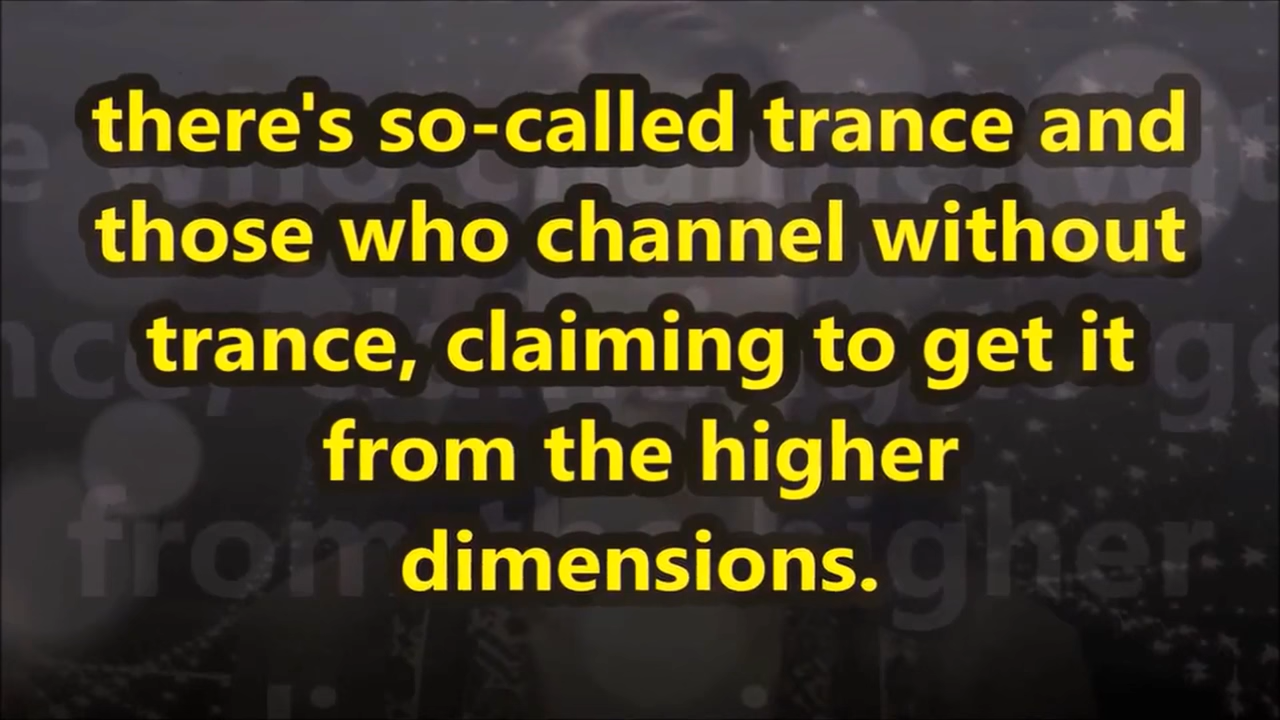 there's so-called trance and
those who channel without
trance, claiming to get it
from the higher
dimensions.